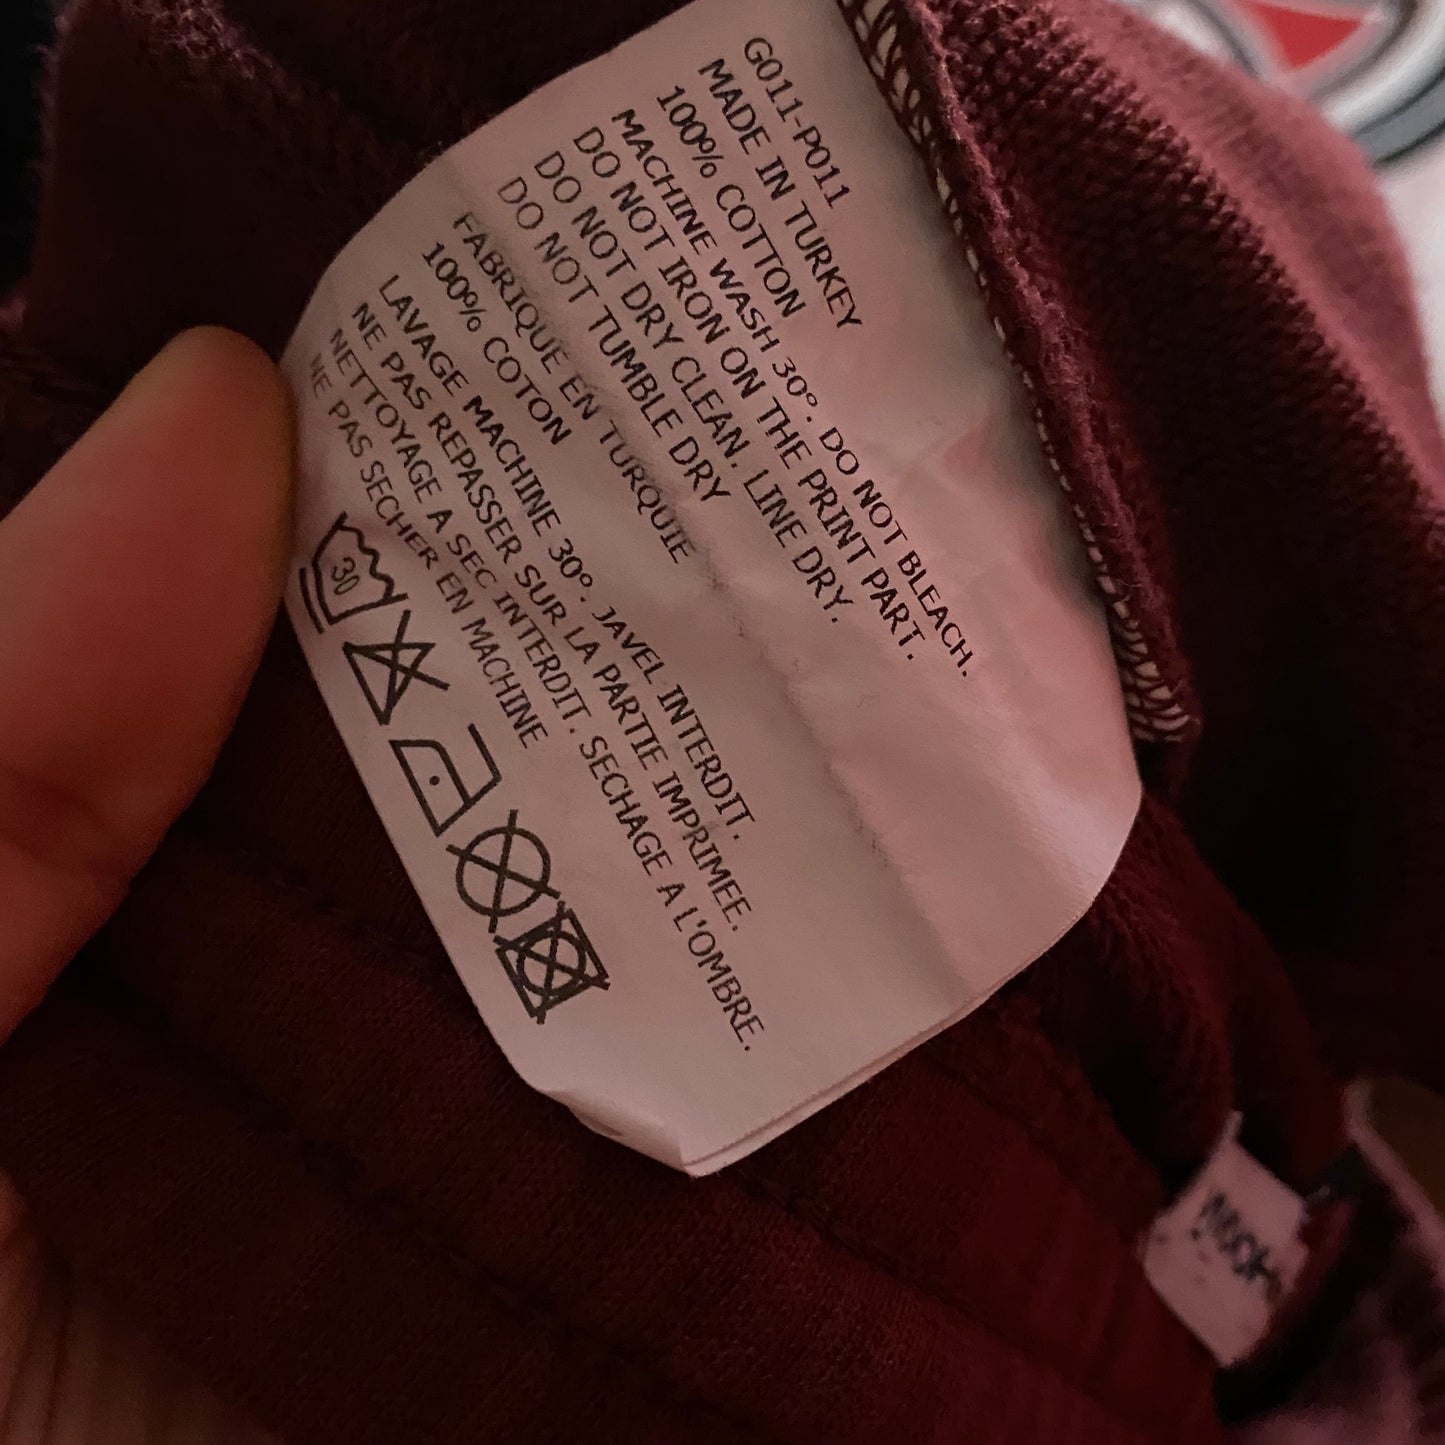 G011-P011
MADE IN TURKEY
100% COTTON
MACHINE WASH 30°. DO NOT BLEACH.
DO NOT IRON ON THE PRINT PART.
DO NOT DRY CLEAN. LINE DRY.
DO NOT TUMBLE DRY
FABRIQUE EN TURQUIE
100% COTON
LAVAGE MACHINE 30°. JAVEL INTERDIT.
NE PAS REPASSER SUR LA PARTIE IMPRIMEE.
NETTOYAGE A SEC INTERDIT. SECHAGE A L'OMBRE.
NE PAS SECHER EN MACHINE
30